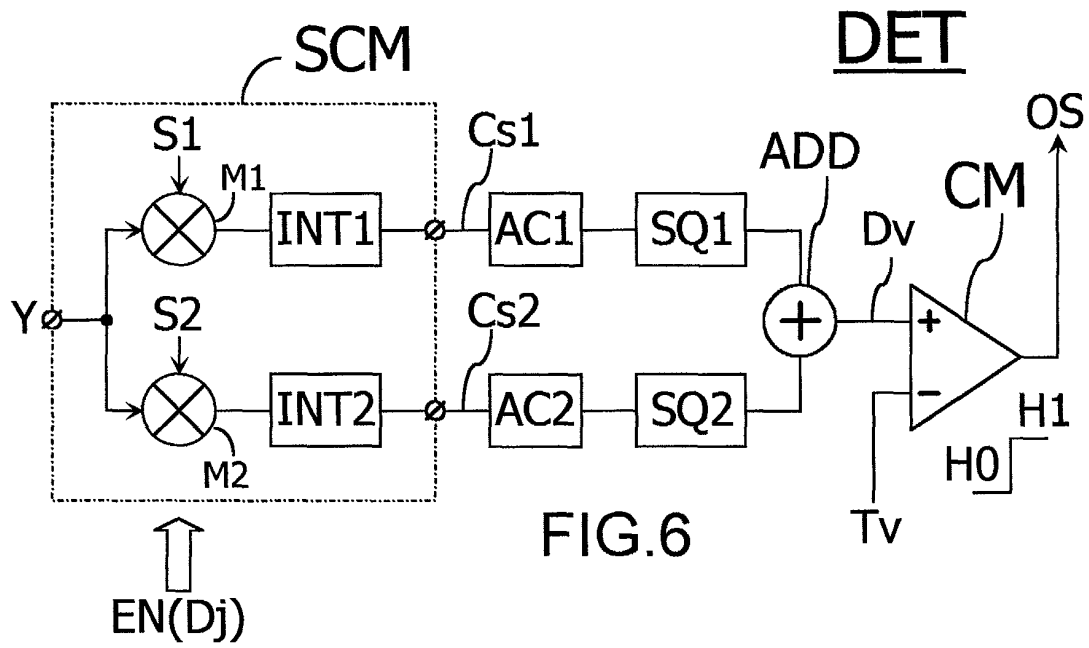 SCM
DET
S1
M1
INT1
Cs1
AC1
SQ1
ADD
Dv
CM
OS
Y
S2
M2
INT2
Cs2
AC2
SQ2
+
+
−
Tv
H0
H1
EN(Dj)
FIG.6